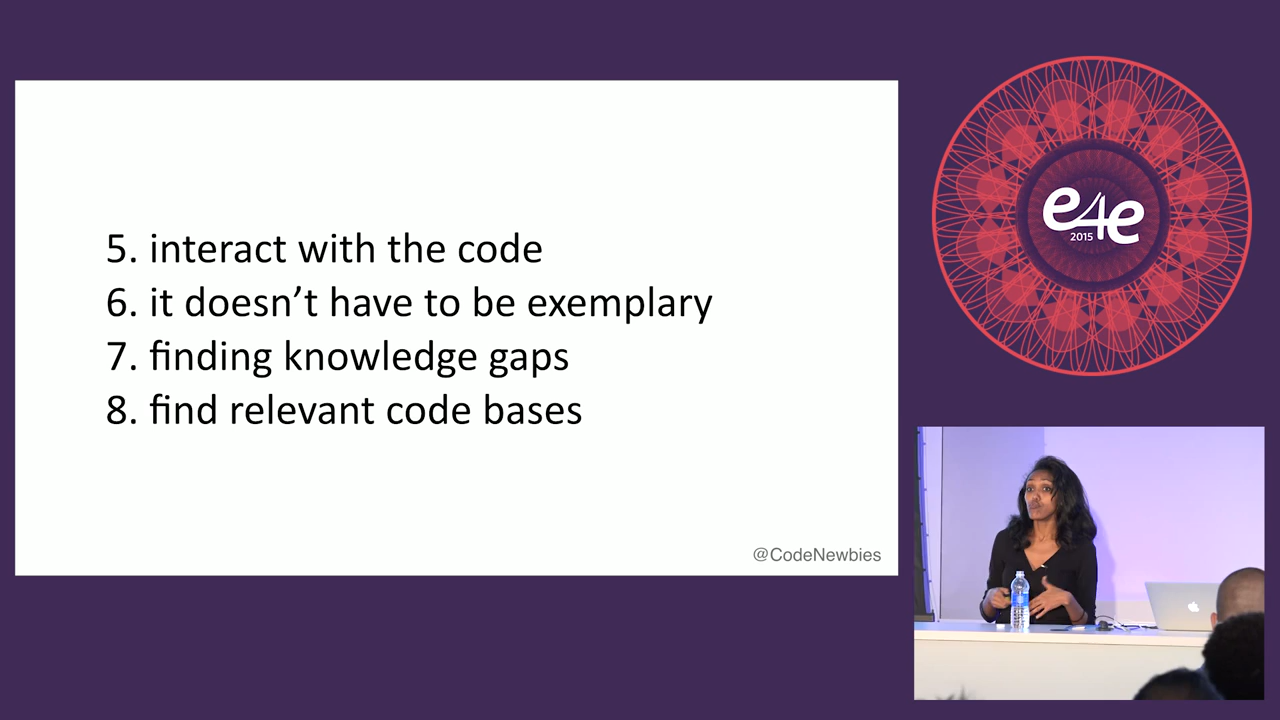 5. interact with the code
6. it doesn’t have to be exemplary
7. finding knowledge gaps
8. find relevant code bases
@CodeNewbies
e4e
2015